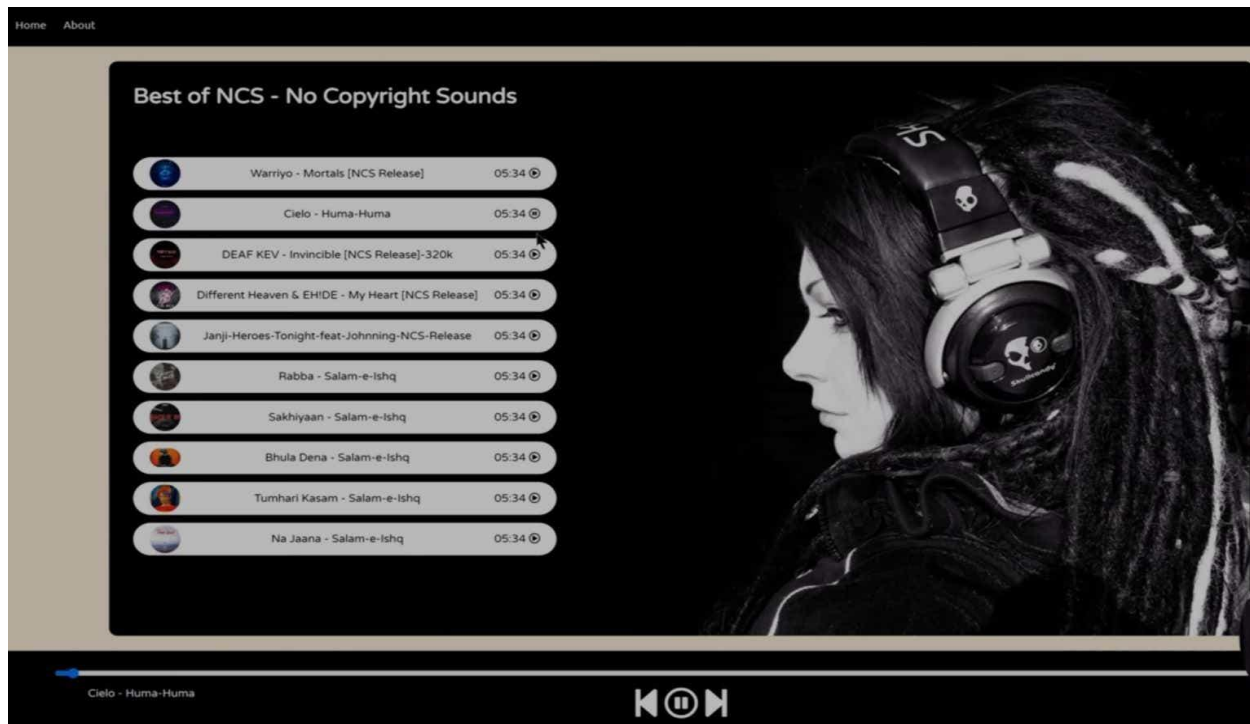 Home About
Best of NCS - No Copyright Sounds
Warriyo - Mortals [NCS Release] 05:34
Cielo - Huma-Huma 05:34
DEAF KEV - Invincible [NCS Release]-320k 05:34
Different Heaven & EH!DE - My Heart [NCS Release] 05:34
Janji-Heroes-Tonight-feat-Johnning-NCS-Release 05:34
Rabba - Salam-e-Ishq 05:34
Sakhiyaan - Salam-e-Ishq 05:34
Bhula Dena - Salam-e-Ishq 05:34
Tumhari Kasam - Salam-e-Ishq 05:34
Na Jaana - Salam-e-Ishq 05:34
Skullcandy
Cielo - Huma-Huma